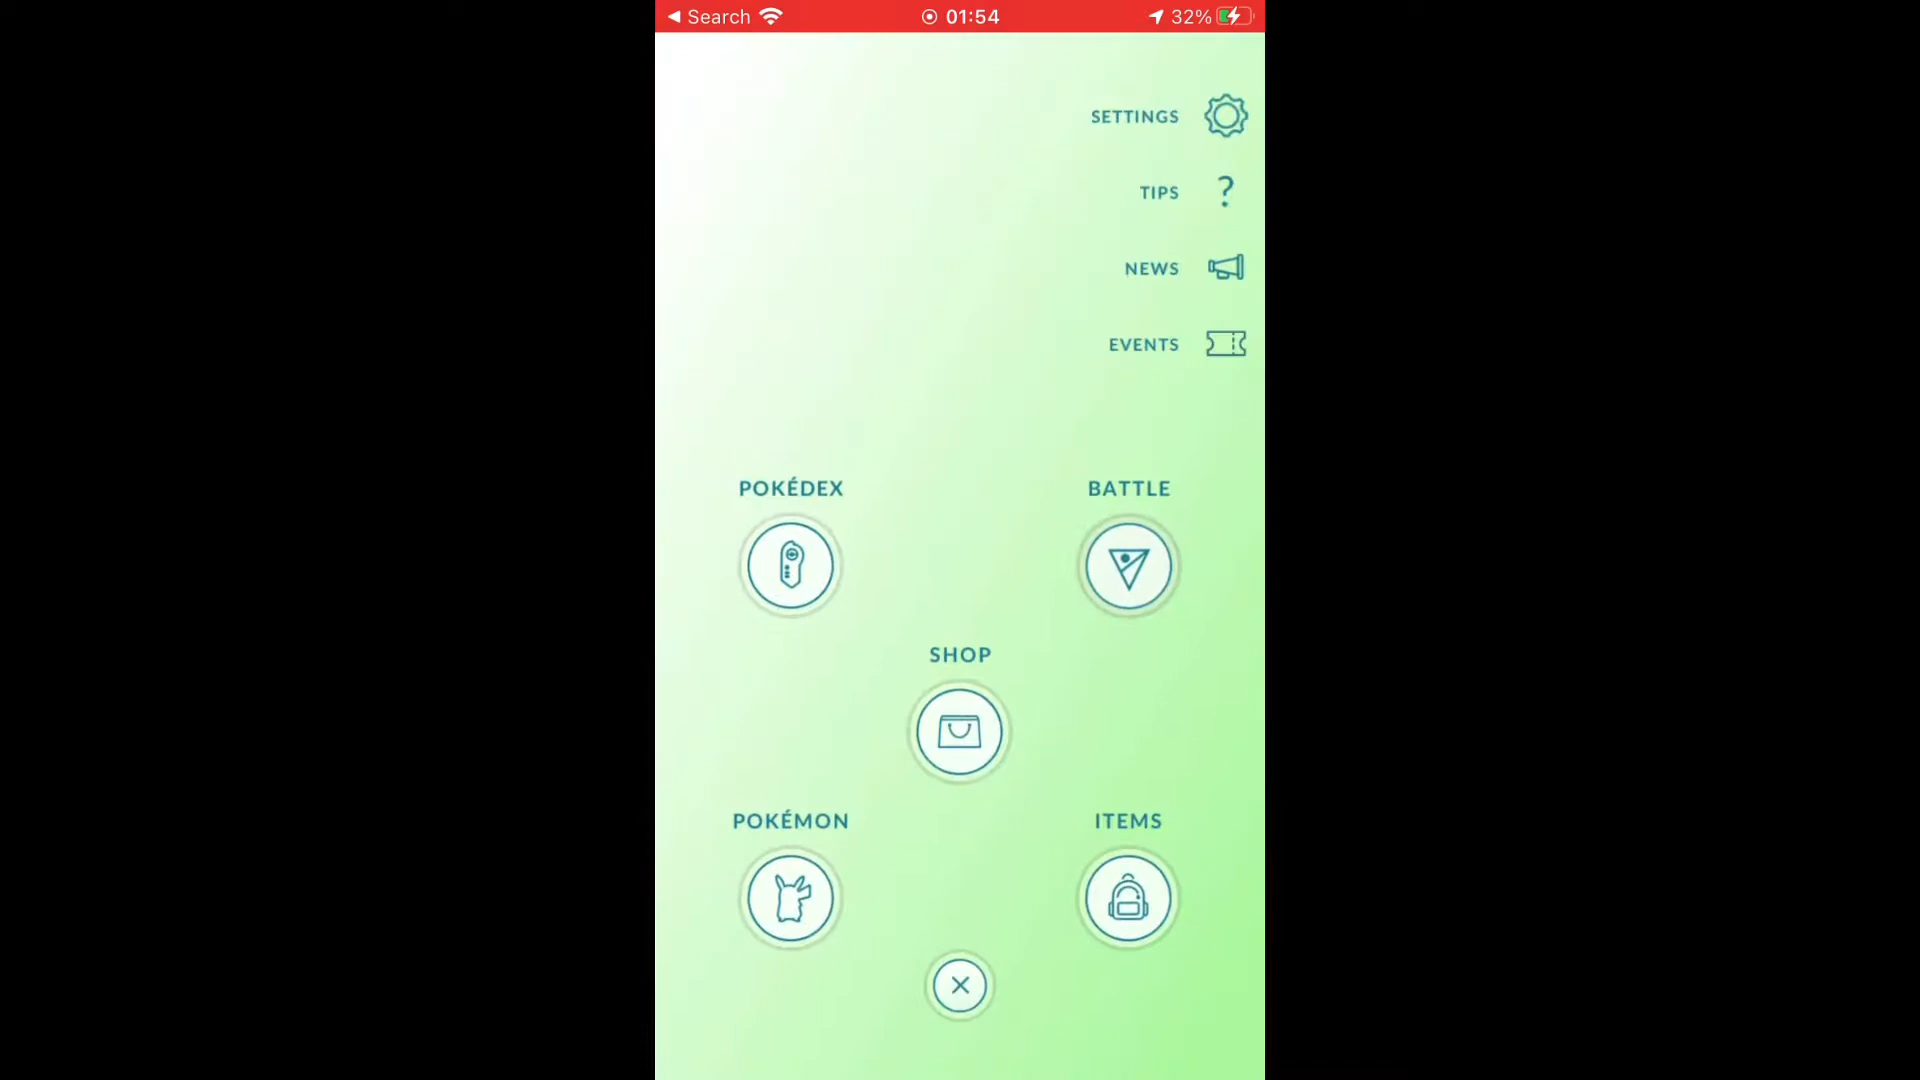 Search 01:54 32%
SETTINGS
TIPS ?
NEWS
EVENTS
POKÉDEX BATTLE
SHOP
POKÉMON ITEMS